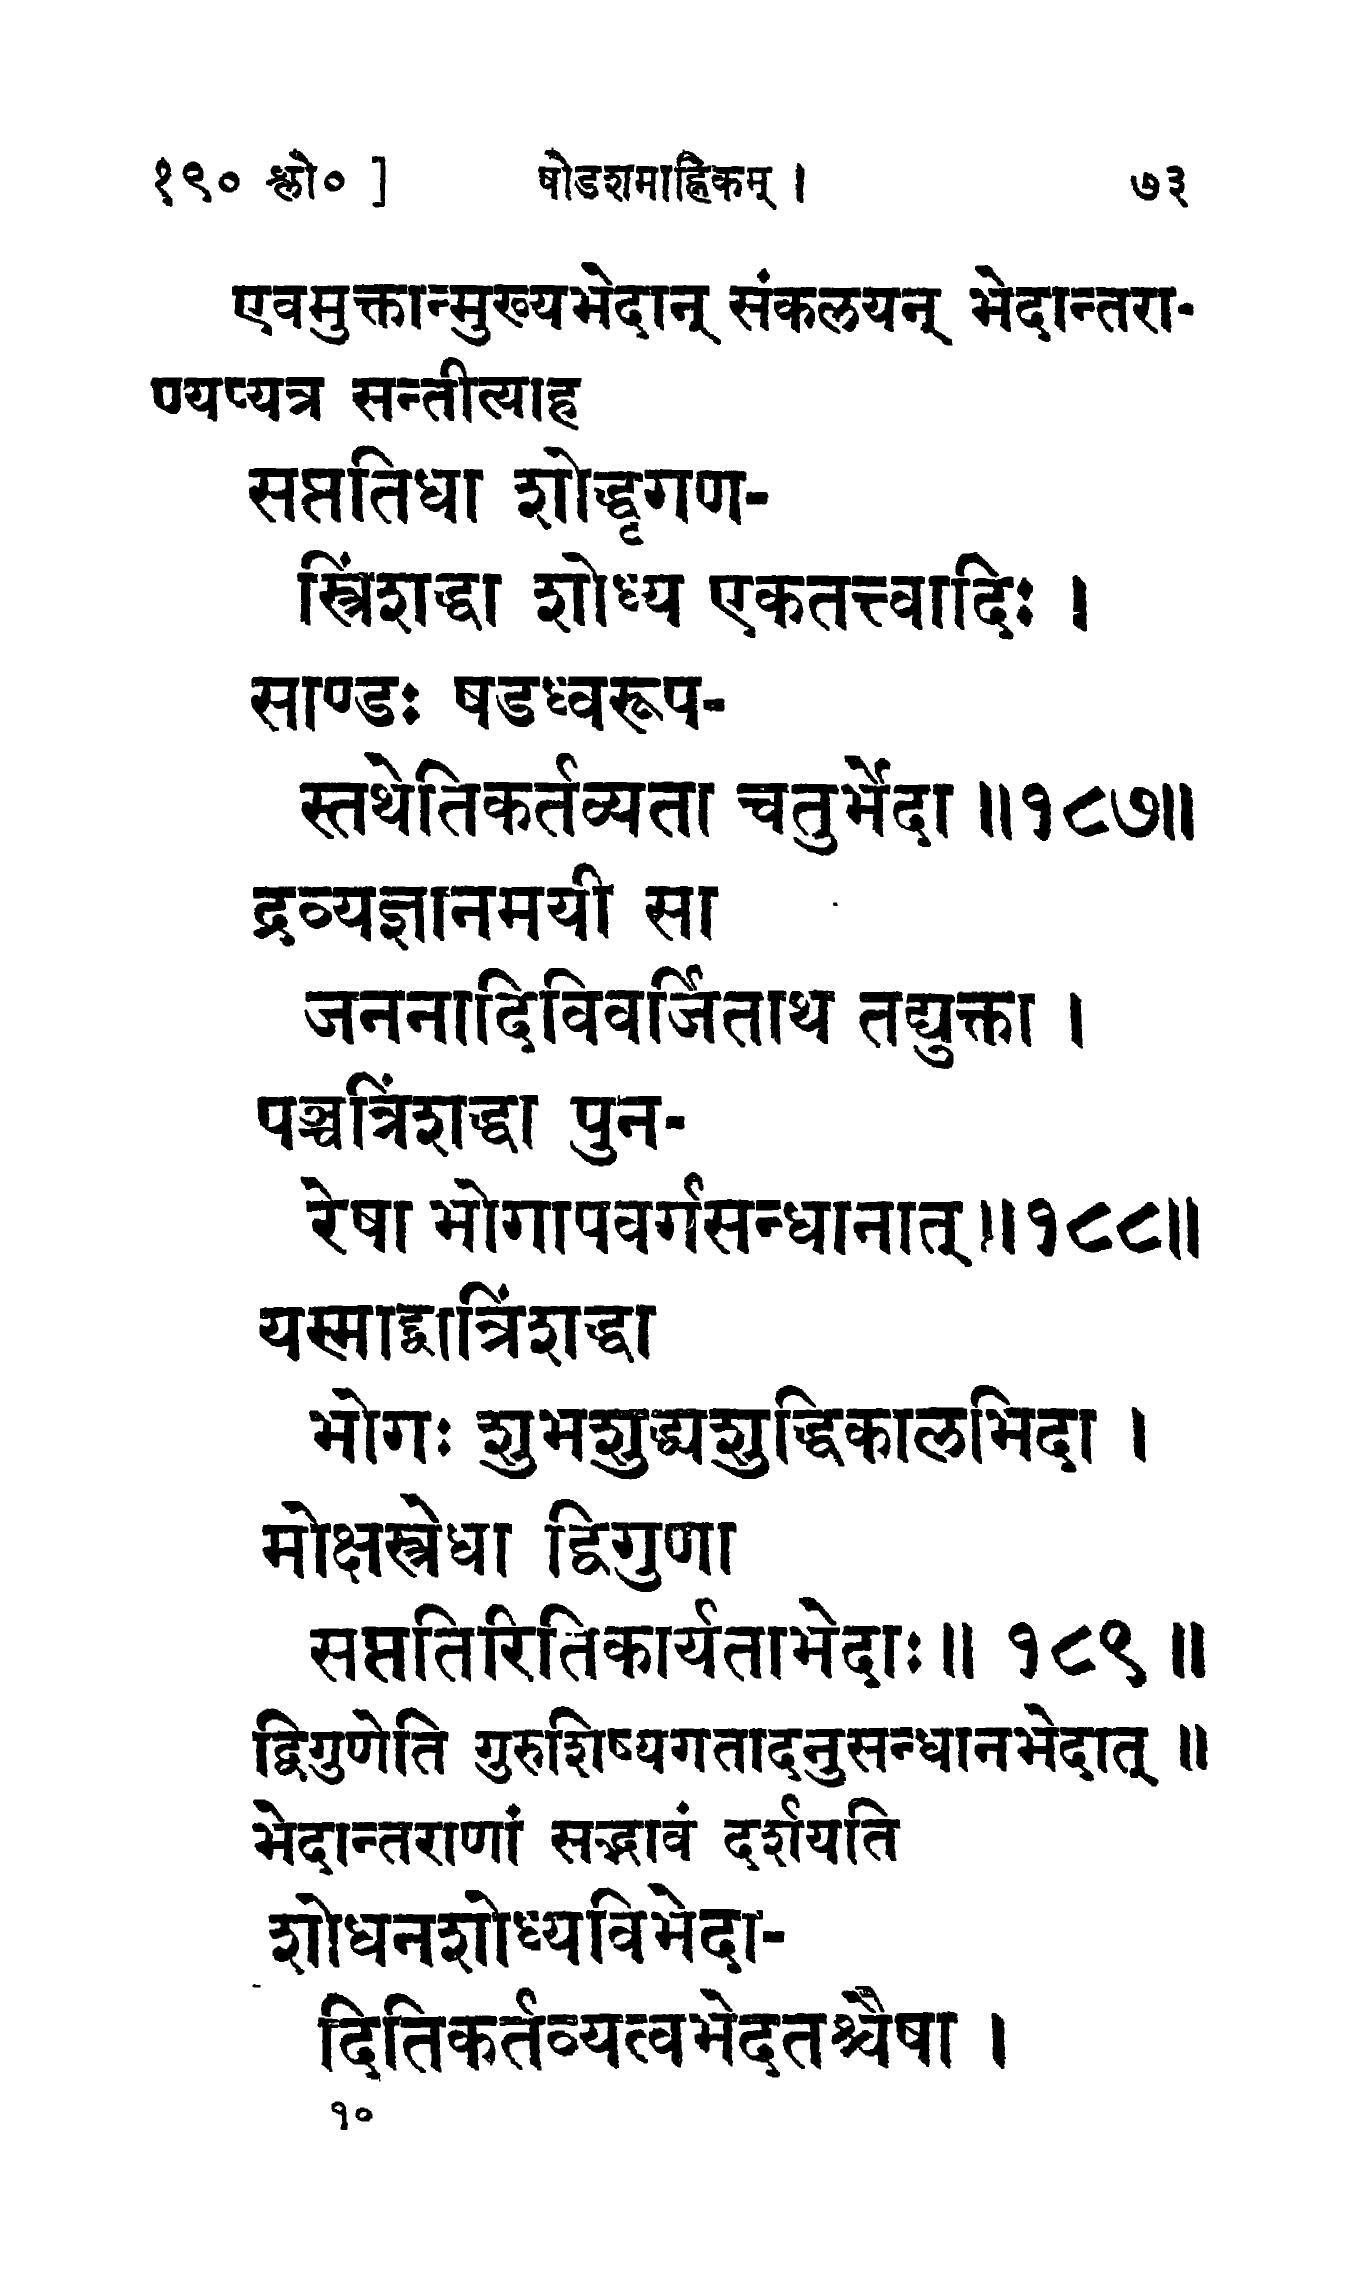 १९० श्लो० ] षोडशमाह्निकम् । ७३
एवमुक्तान्मुख्यभेदान् संकलयन् भेदान्तरा-
ण्यप्यत्र सन्तीत्याह
सप्ततिधा शोद्धृगण-
स्त्रिंशद्धा शोध्य एकतत्त्वादिः ।
साण्डः षडध्वरूप-
स्तथेतिकर्तव्यता चतुर्भेदा ॥१८७॥
द्रव्यज्ञानमयी सा
जननादिविवर्जिताथ तद्युक्ता ।
पञ्चत्रिंशद्धा पुन-
रेषा भोगापवर्गसन्धानात् ॥१८८॥
यस्माद्द्वात्रिंशद्धा
भोगः शुभशुद्ध्यशुद्धिकालभिदा ।
मोक्षस्त्रेधा द्विगुणा
सप्ततिरितिकार्यताभेदाः॥ १८९ ॥
द्विगुणेति गुरुशिष्यगतादनुसन्धानभेदात् ॥
भेदान्तराणां सद्भावं दर्शयति
शोधनशोध्यविभेदा-
दितिकर्तव्यत्वभेदतश्चैषा ।
१०